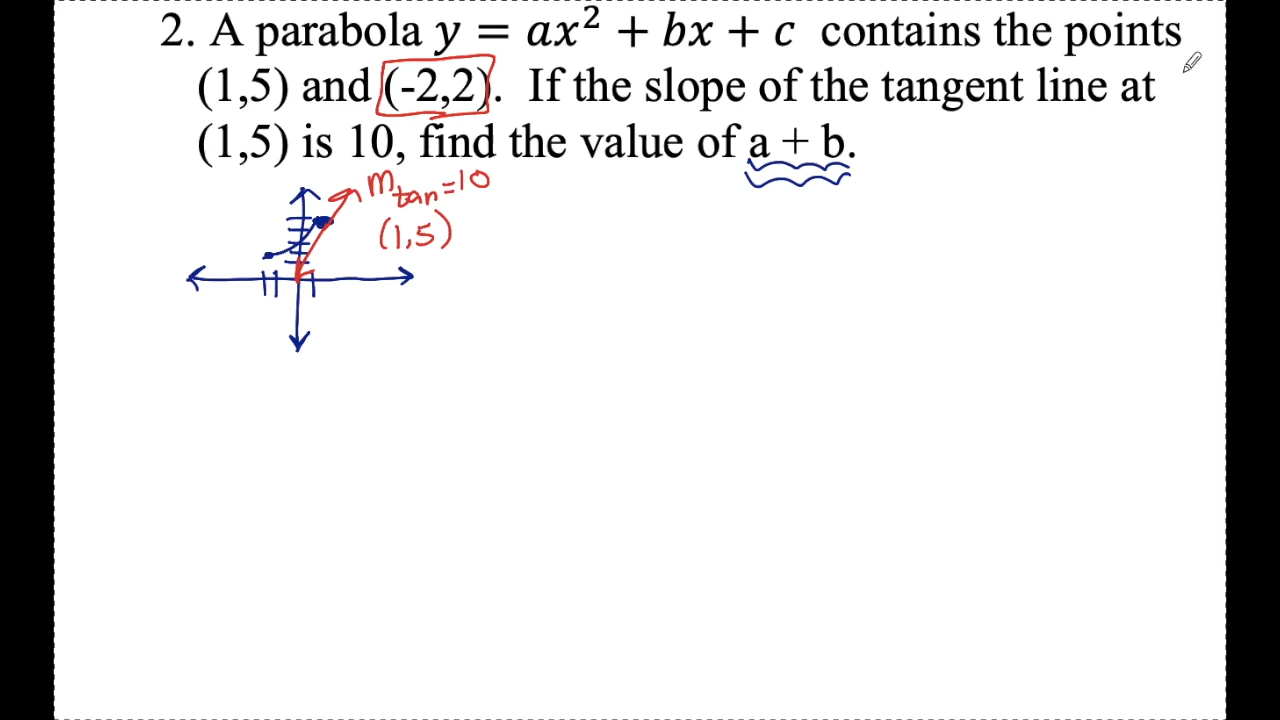 2. A parabola y = ax² + bx + c contains the points
(1,5) and (-2,2). If the slope of the tangent line at
(1,5) is 10, find the value of a + b.
m tan = 10
(1,5)